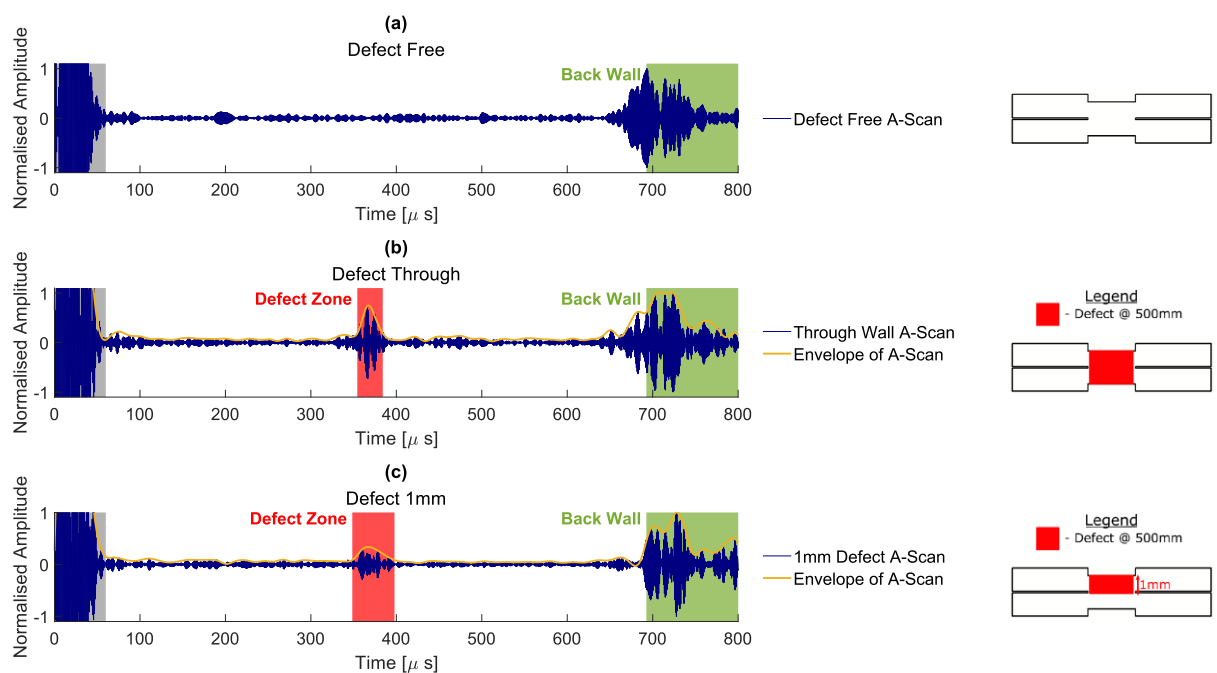 (a)
Defect Free
Normalised Amplitude
1
0
-1
Back Wall
0 100 200 300 400 500 600 700 800
Time [μ s]
Defect Free A-Scan
(b)
Defect Through
Normalised Amplitude
1
0
-1
Defect Zone
Back Wall
0 100 200 300 400 500 600 700 800
Time [μ s]
Through Wall A-Scan
Envelope of A-Scan
Legend
- Defect @ 500mm
(c)
Defect 1mm
Normalised Amplitude
1
0
-1
Defect Zone
Back Wall
0 100 200 300 400 500 600 700 800
Time [μ s]
1mm Defect A-Scan
Envelope of A-Scan
Legend
- Defect @ 500mm
1mm